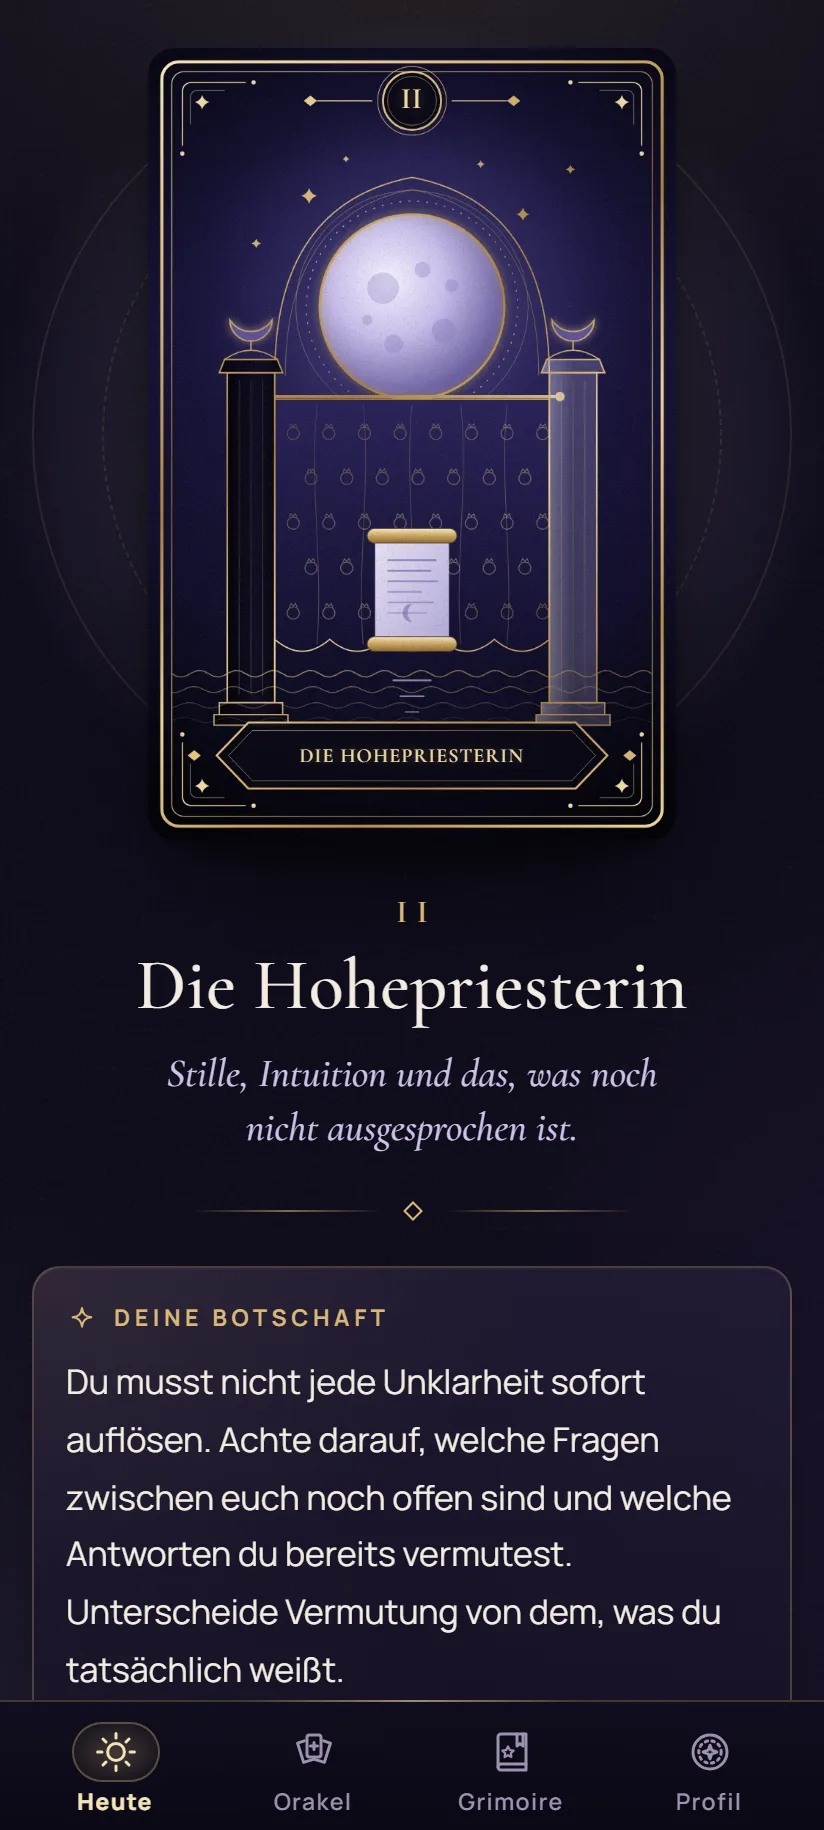 II
DIE HOHEPRIESTERIN
II
Die Hohepriesterin
Stille, Intuition und das, was noch
nicht ausgesprochen ist.
DEINE BOTSCHAFT
Du musst nicht jede Unklarheit sofort
auflösen. Achte darauf, welche Fragen
zwischen euch noch offen sind und welche
Antworten du bereits vermutest.
Unterscheide Vermutung von dem, was du
tatsächlich weißt.
Heute
Orakel
Grimoire
Profil